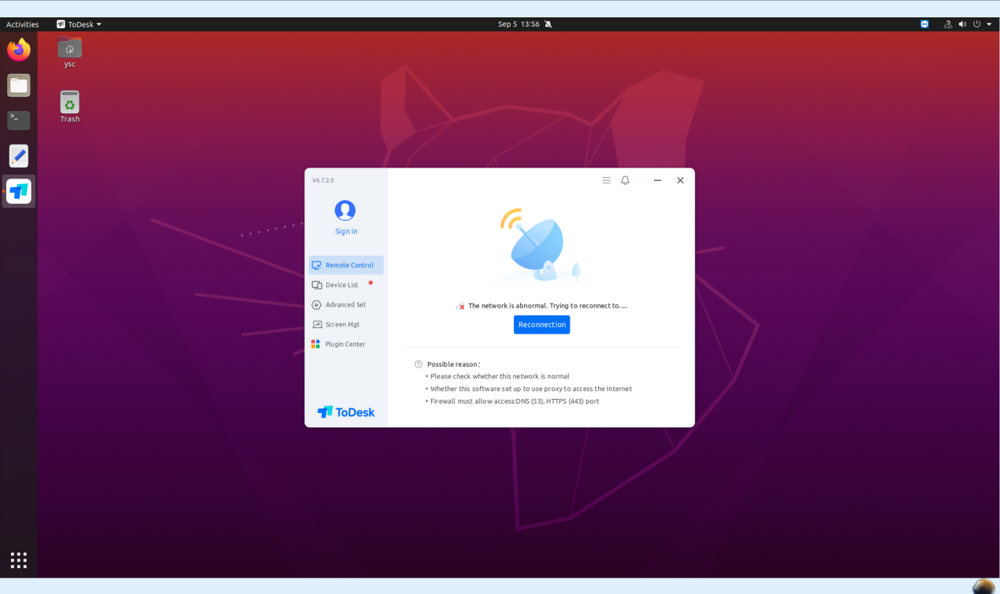 Activities
ToDesk
Sep 5 13:56
ysc
Trash
V4.7.2.0
Sign in
Remote Control
Device List
Advanced Set
Screen Mgt
Plugin Center
ToDesk
The network is abnormal. Trying to reconnect to.....
Reconnection
Possible reason：
• Please check whether this network is normal
• Whether this software set up to use proxy to access the Internet
• Firewall must allow access:DNS (53), HTTPS (443) port